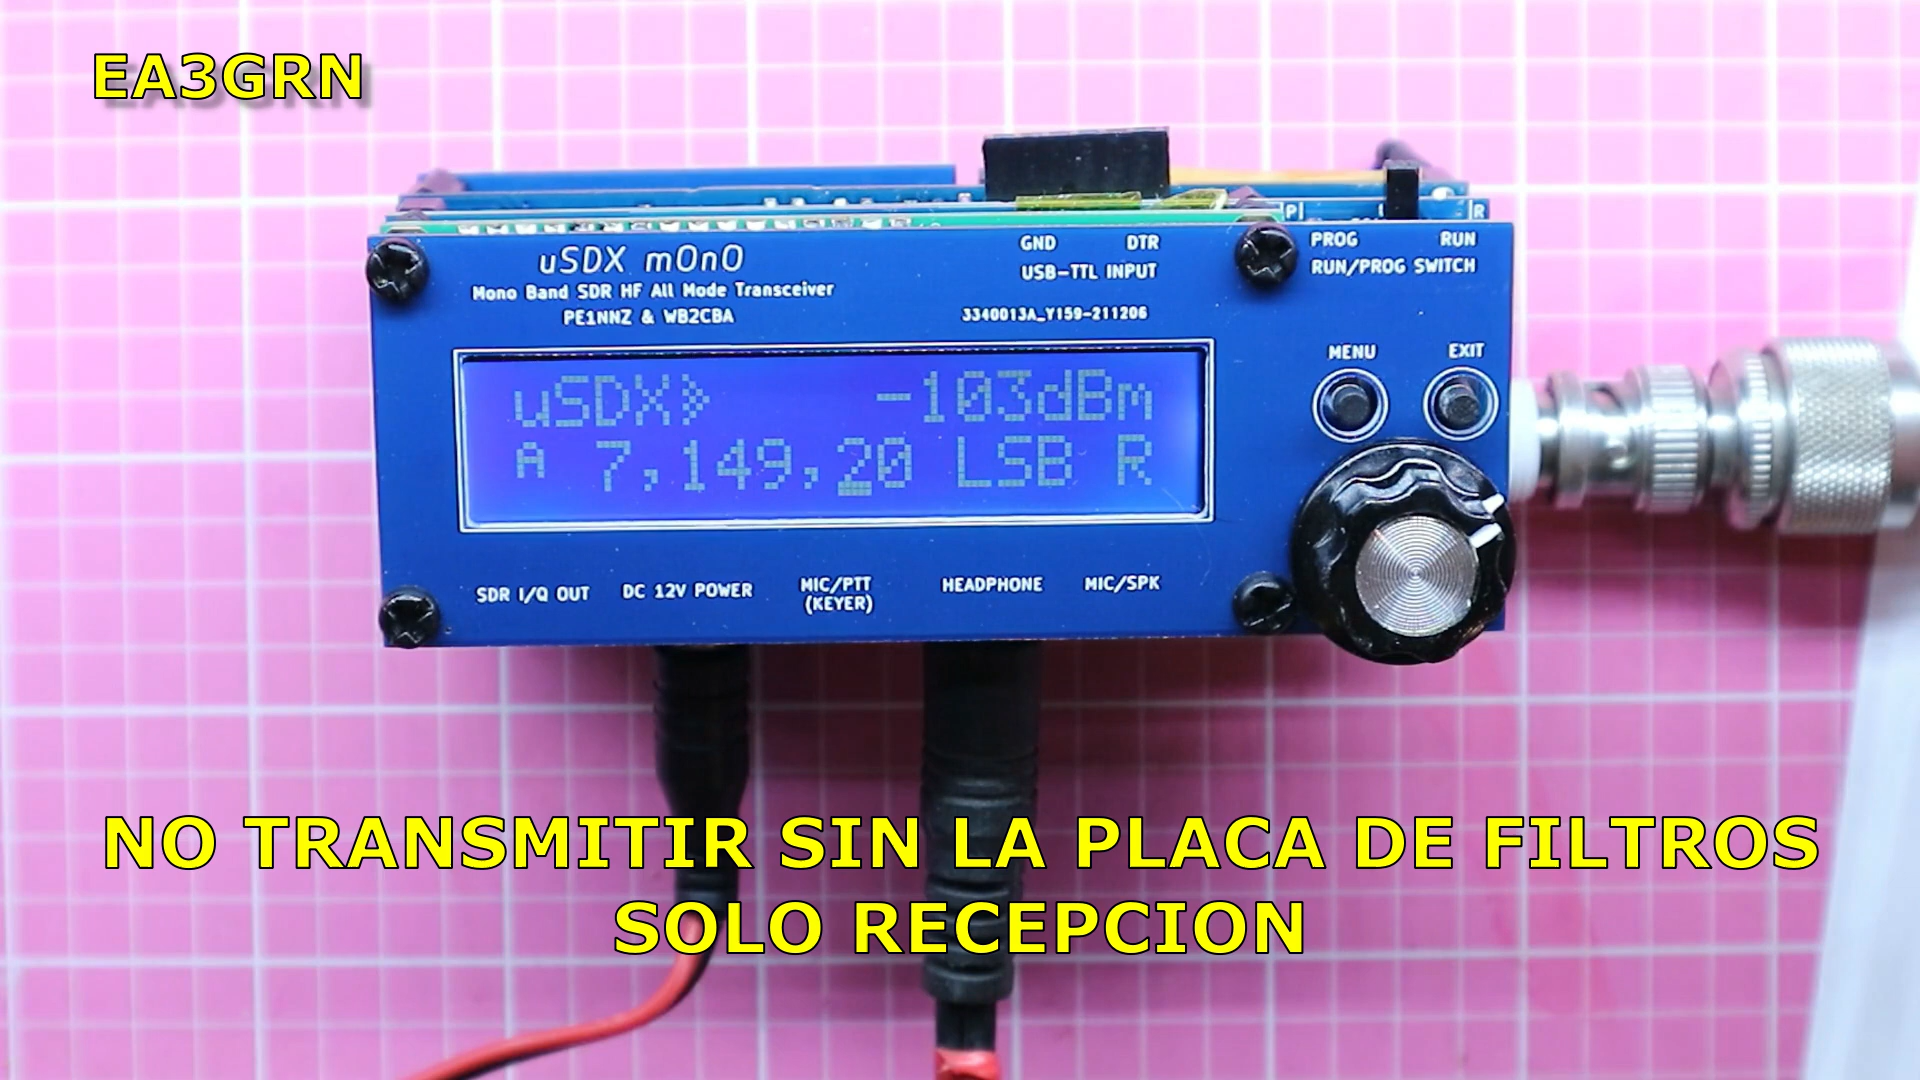 EA3GRN
uSDX mOnO
Mono Band SDR HF All Mode Transceiver
PE1NNZ & WB2CBA
GND DTR
USB-TTL INPUT
3340013A_Y159-211206
P R
PROG RUN
RUN/PROG SWITCH
MENU EXIT
uSDX -103dBm
A 7,149,20 LSB R
SDR I/Q OUT
DC 12V POWER
MIC/PTT
(KEYER)
HEADPHONE
MIC/SPK
NO TRANSMITIR SIN LA PLACA DE FILTROS
SOLO RECEPCION